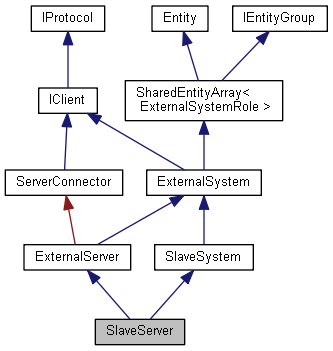 IProtocol
Entity
IEntityGroup
IClient
SharedEntityArray<
ExternalSystemRole >
ServerConnector
ExternalSystem
ExternalServer
SlaveSystem
SlaveServer